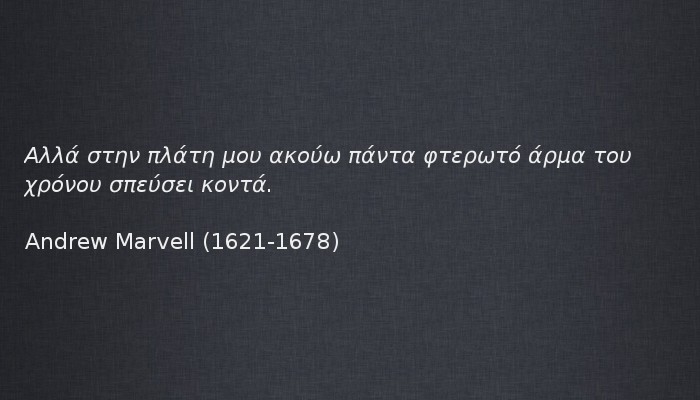 Αλλά στην πλάτη μου ακούω πάντα φτερωτό άρμα του
χρόνου σπεύσει κοντά.
Andrew Marvell (1621-1678)